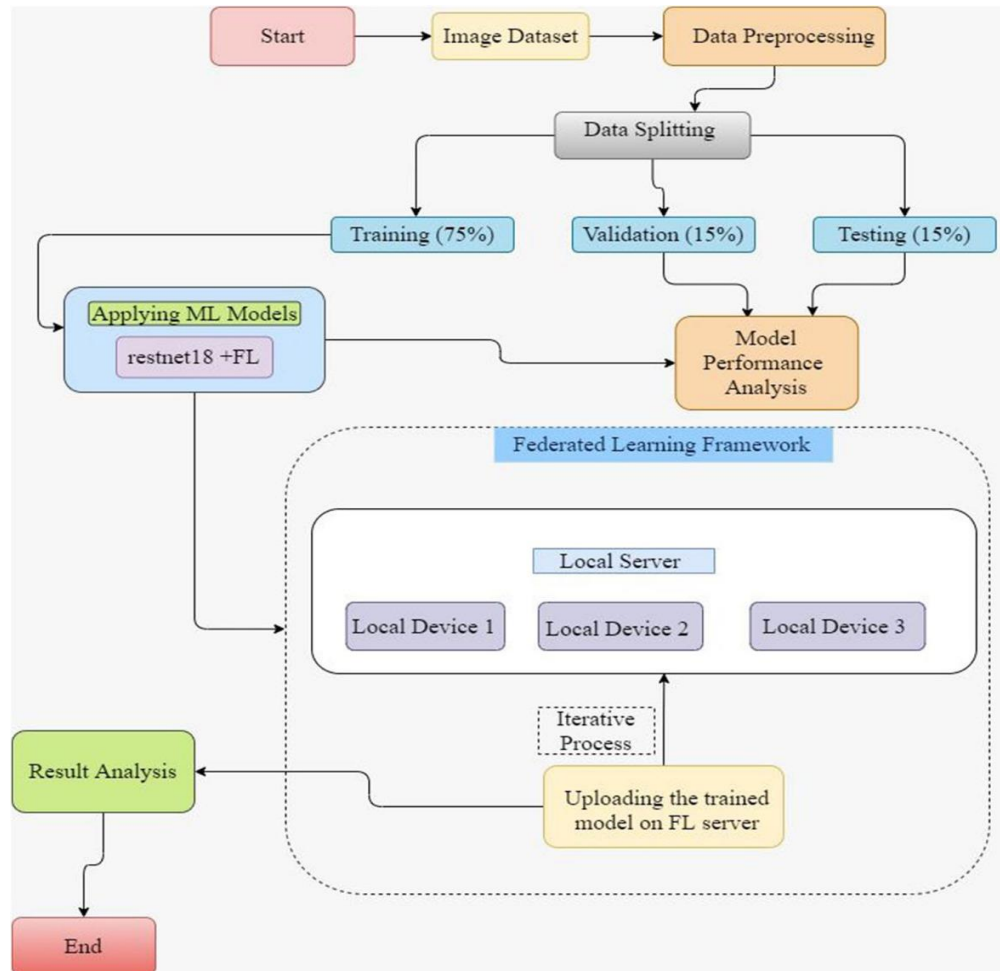 Start
Image Dataset
Data Preprocessing
Data Splitting
Training (75%)
Validation (15%)
Testing (15%)
Applying ML Models
restnet18 +FL
Model
Performance
Analysis
Federated Learning Framework
Local Server
Local Device 1
Local Device 2
Local Device 3
Iterative
Process
Result Analysis
Uploading the trained
model on FL server
End